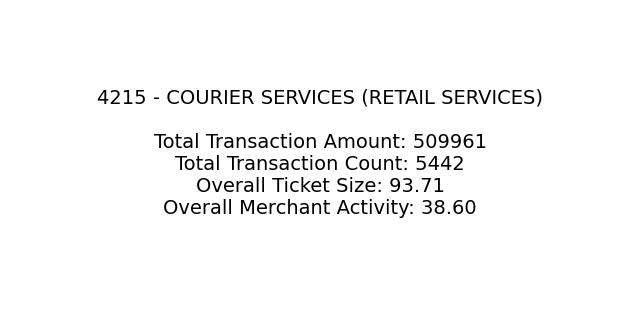 4215 - COURIER SERVICES (RETAIL SERVICES)
Total Transaction Amount: 509961
Total Transaction Count: 5442
Overall Ticket Size: 93.71
Overall Merchant Activity: 38.60